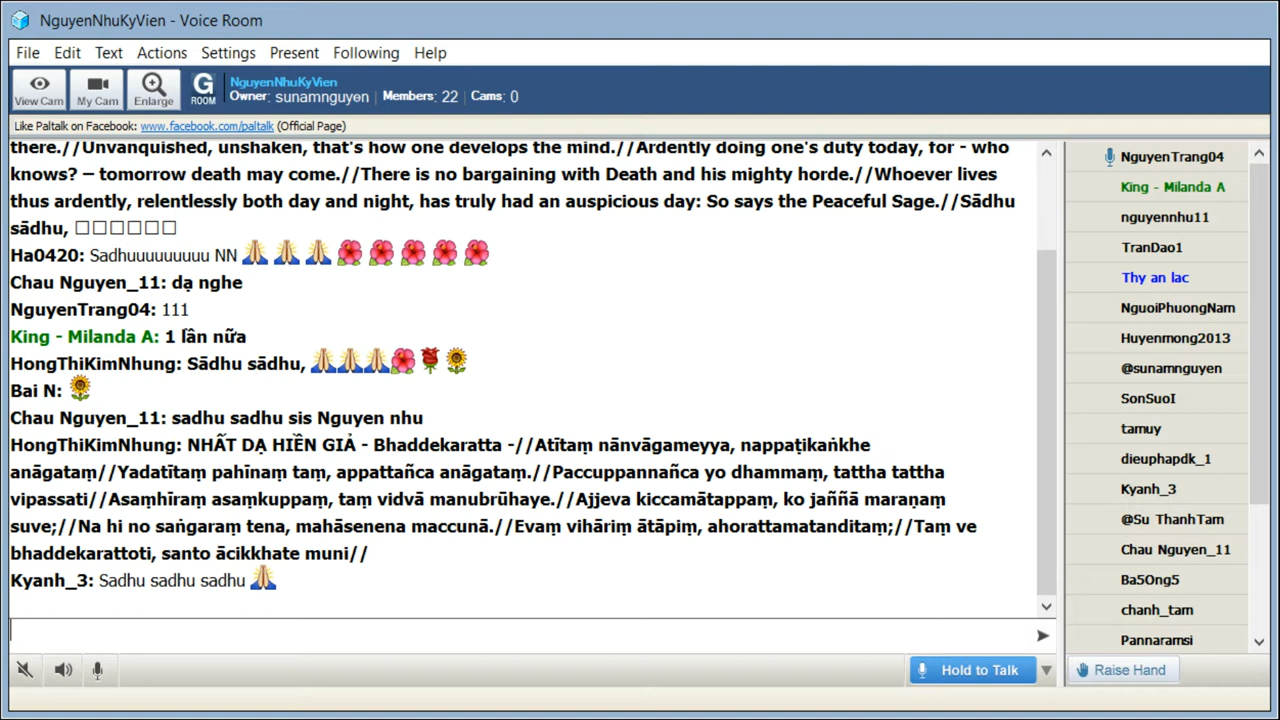 NguyenNhuKyVien - Voice Room
File Edit Text Actions Settings Present Following Help
View Cam My Cam Enlarge G ROOM
NguyenNhuKyVien
Owner: sunamnguyen | Members: 22 | Cams: 0
Like Paltalk on Facebook: www.facebook.com/paltalk (Official Page)
there.//Unvanquished, unshaken, that's how one develops the mind.//Ardently doing one's duty today, for - who
knows? – tomorrow death may come.//There is no bargaining with Death and his mighty horde.//Whoever lives
thus ardently, relentlessly both day and night, has truly had an auspicious day: So says the Peaceful Sage.//Sādhu
sādhu, □□□□□□
Ha0420: Sadhuuuuuuuuu NN 🙏🙏🙏🌺🌺🌺🌺🌺
Chau Nguyen_11: dạ nghe
NguyenTrang04: 111
King - Milanda A: 1 lần nữa
HongThiKimNhung: Sādhu sādhu, 🙏🙏🙏🌺🌹🌻
Bai N: 🌻
Chau Nguyen_11: sadhu sadhu sis Nguyen nhu
HongThiKimNhung: NHẤT DẠ HIỀN GIẢ - Bhaddekaratta -//Atītaṃ nānvāgameyya, nappaṭikaṅkhe
anāgataṃ//Yadatītaṃ pahīnaṃ taṃ, appattañca anāgataṃ.//Paccuppannañca yo dhammaṃ, tattha tattha
vipassati//Asaṃhīraṃ asaṃkuppaṃ, taṃ vidvā manubrūhaye.//Ajjeva kiccamātappaṃ, ko jaññā maraṇaṃ
suve;//Na hi no saṅgaraṃ tena, mahāsenena maccunā.//Evaṃ vihāriṃ ātāpiṃ, ahorattamatanditaṃ;//Taṃ ve
bhaddekarattoti, santo ācikkhate muni//
Kyanh_3: Sadhu sadhu sadhu 🙏
Hold to Talk
NguyenTrang04
King - Milanda A
nguyennhu11
TranDao1
Thy an lac
NguoiPhuongNam
Huyenmong2013
@sunamnguyen
SonSuoI
tamuy
dieuphapdk_1
Kyanh_3
@Su ThanhTam
Chau Nguyen_11
Ba5Ong5
chanh_tam
Pannaramsi
Raise Hand